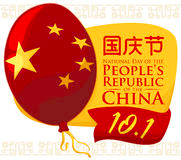 国庆节
NATIONAL DAY OF THE
PEOPLE'S
REPUBLIC
OF THE
CHINA
10.1